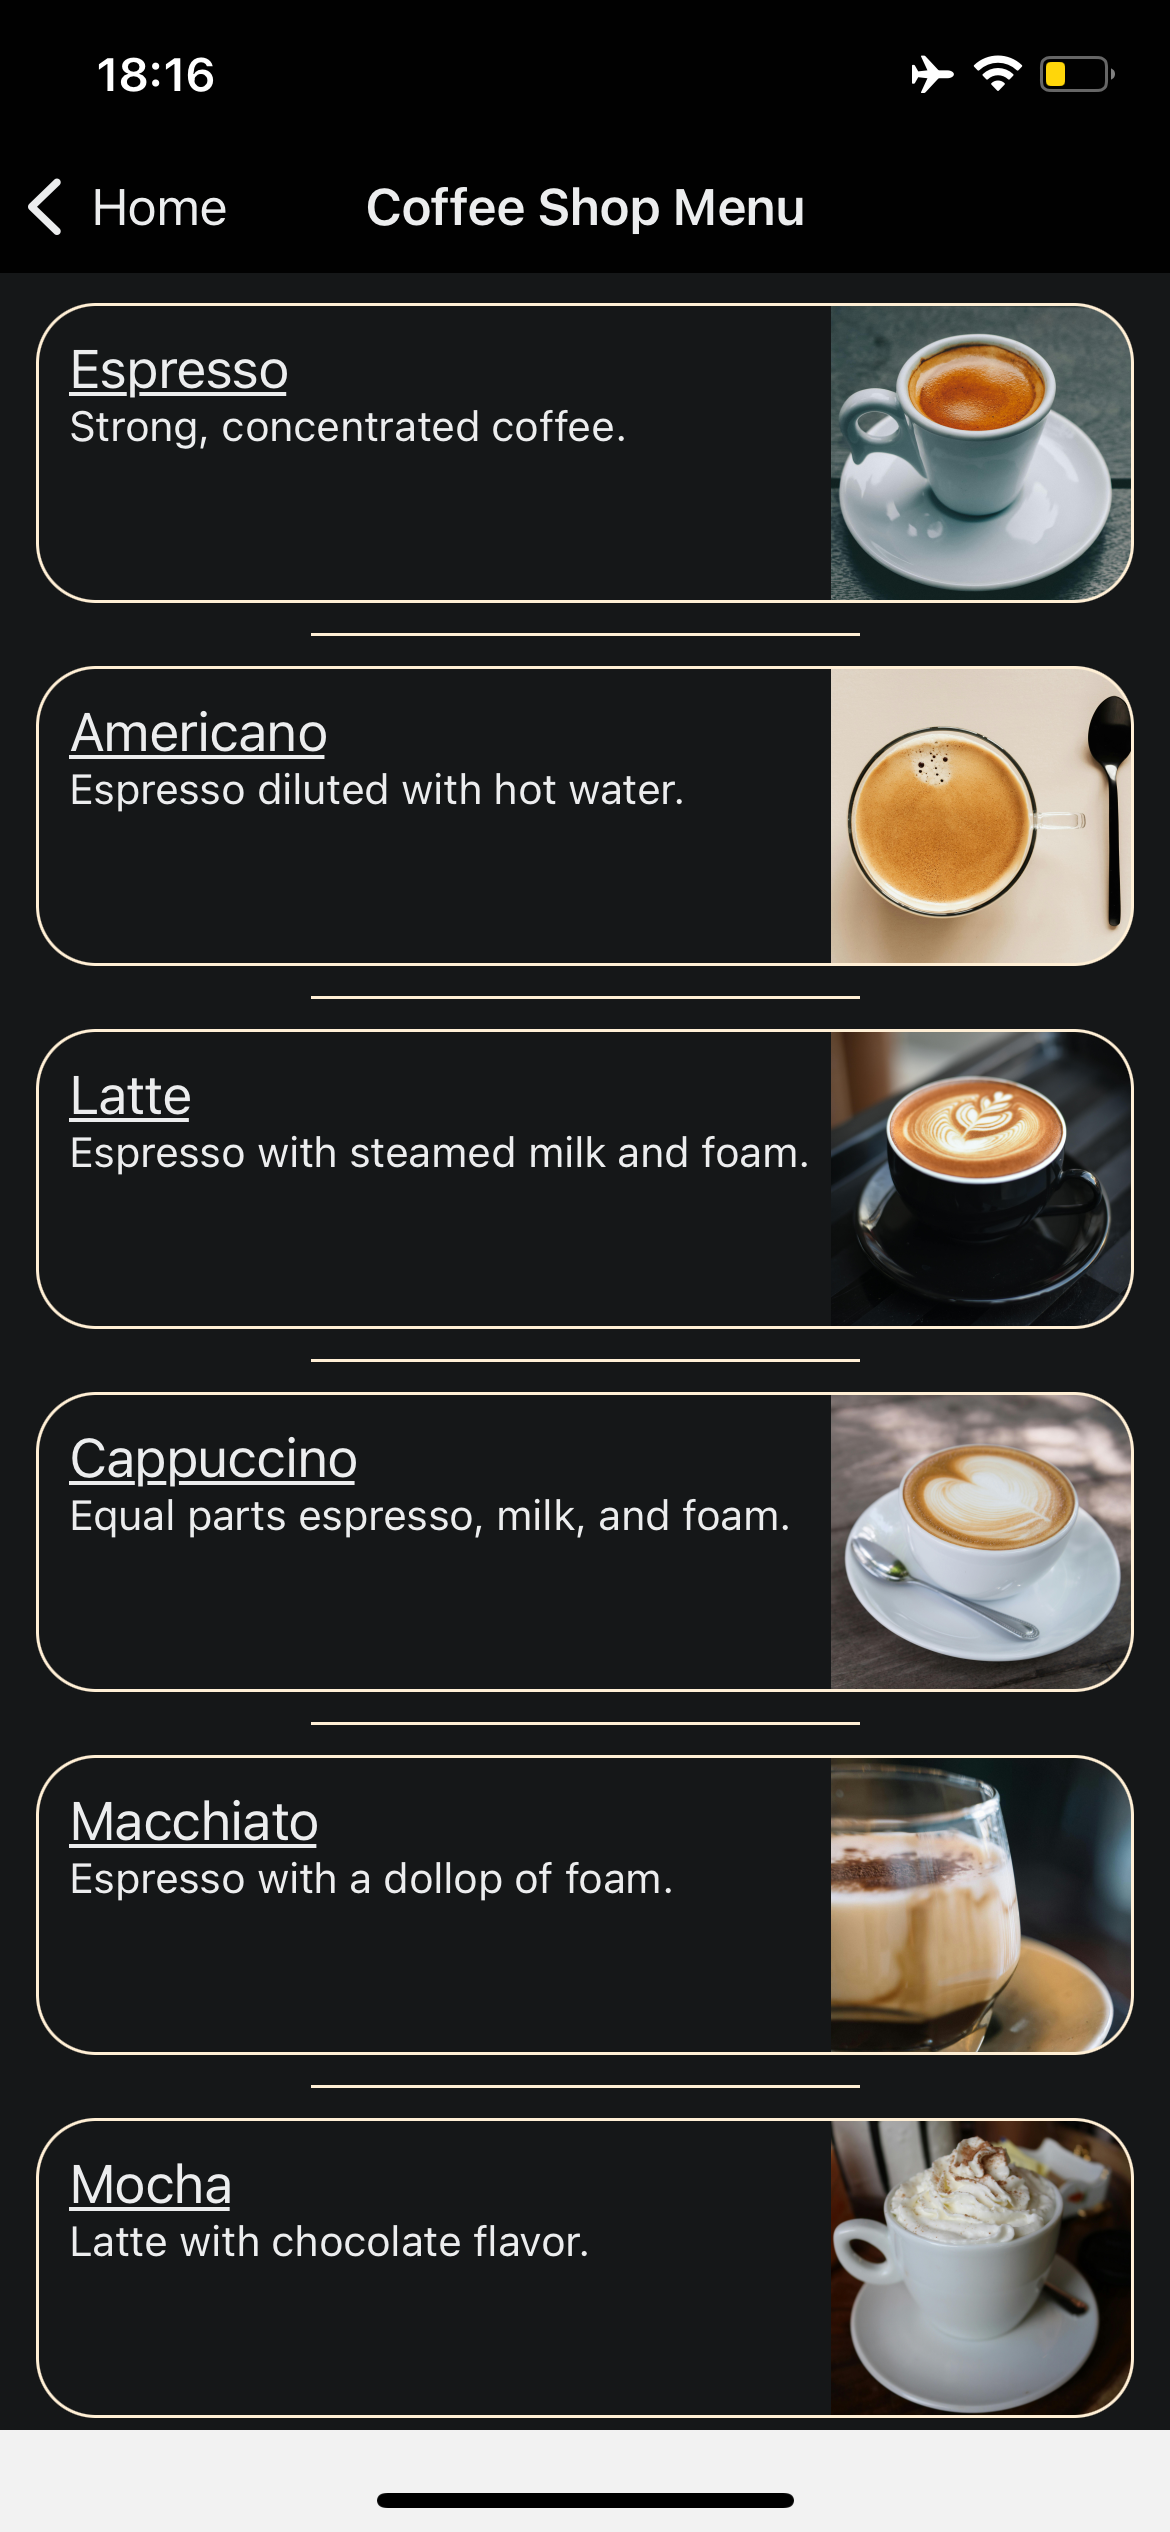 18:16
Home
Coffee Shop Menu
Espresso
Strong, concentrated coffee.
Americano
Espresso diluted with hot water.
Latte
Espresso with steamed milk and foam.
Cappuccino
Equal parts espresso, milk, and foam.
Macchiato
Espresso with a dollop of foam.
Mocha
Latte with chocolate flavor.